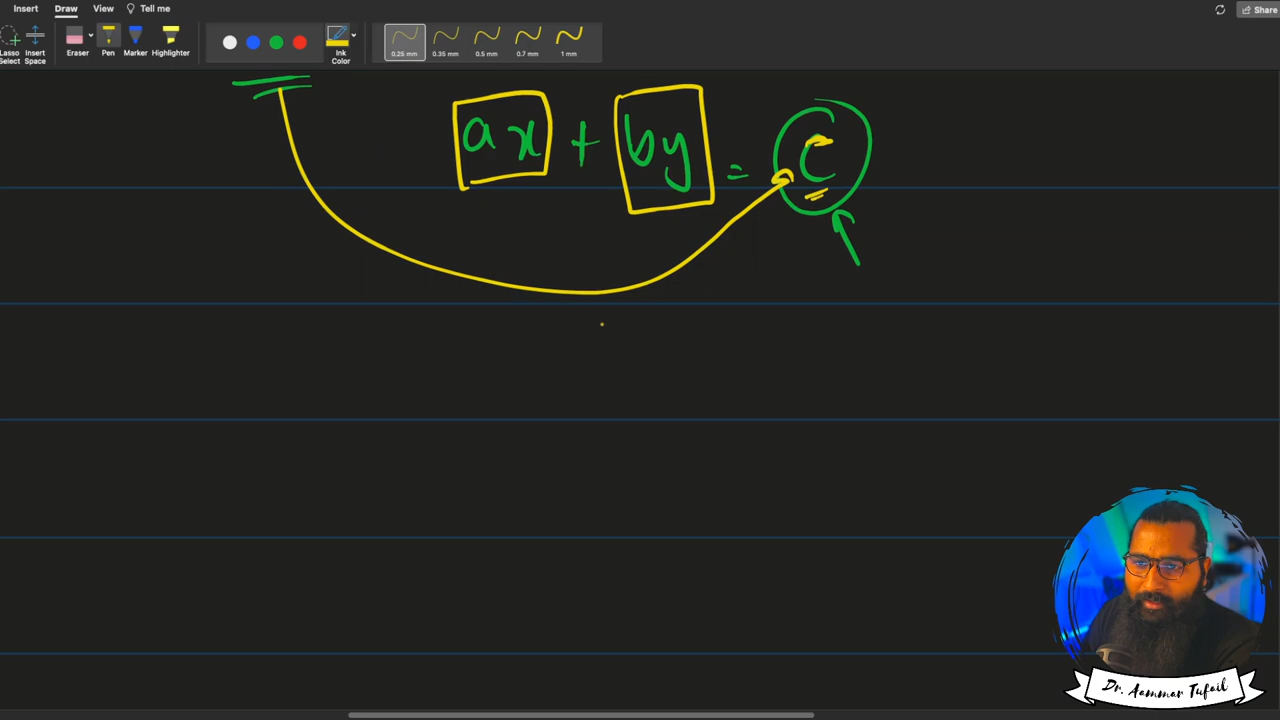 Insert Draw View Tell me Share
Lasso Select
Insert Space
Eraser
Pen
Marker
Highlighter
Ink Color
0.25 mm
0.35 mm
0.5 mm
0.7 mm
1 mm
ax + by = C
Dr. Aammar Tufail